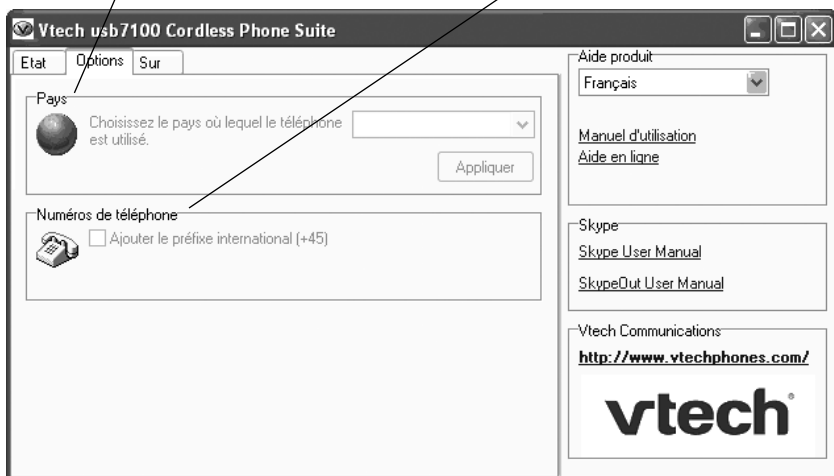 Vtech usb7100 Cordless Phone Suite
Etat
Options
Sur
Pays
Choisissez le pays où lequel le téléphone
est utilisé.
Appliquer
Numéros de téléphone
Ajouter le préfixe international (+45)
Aide produit
Français
Manuel d'utilisation
Aide en ligne
Skype
Skype User Manual
SkypeOut User Manual
Vtech Communications
http://www.vtechphones.com/
vtech